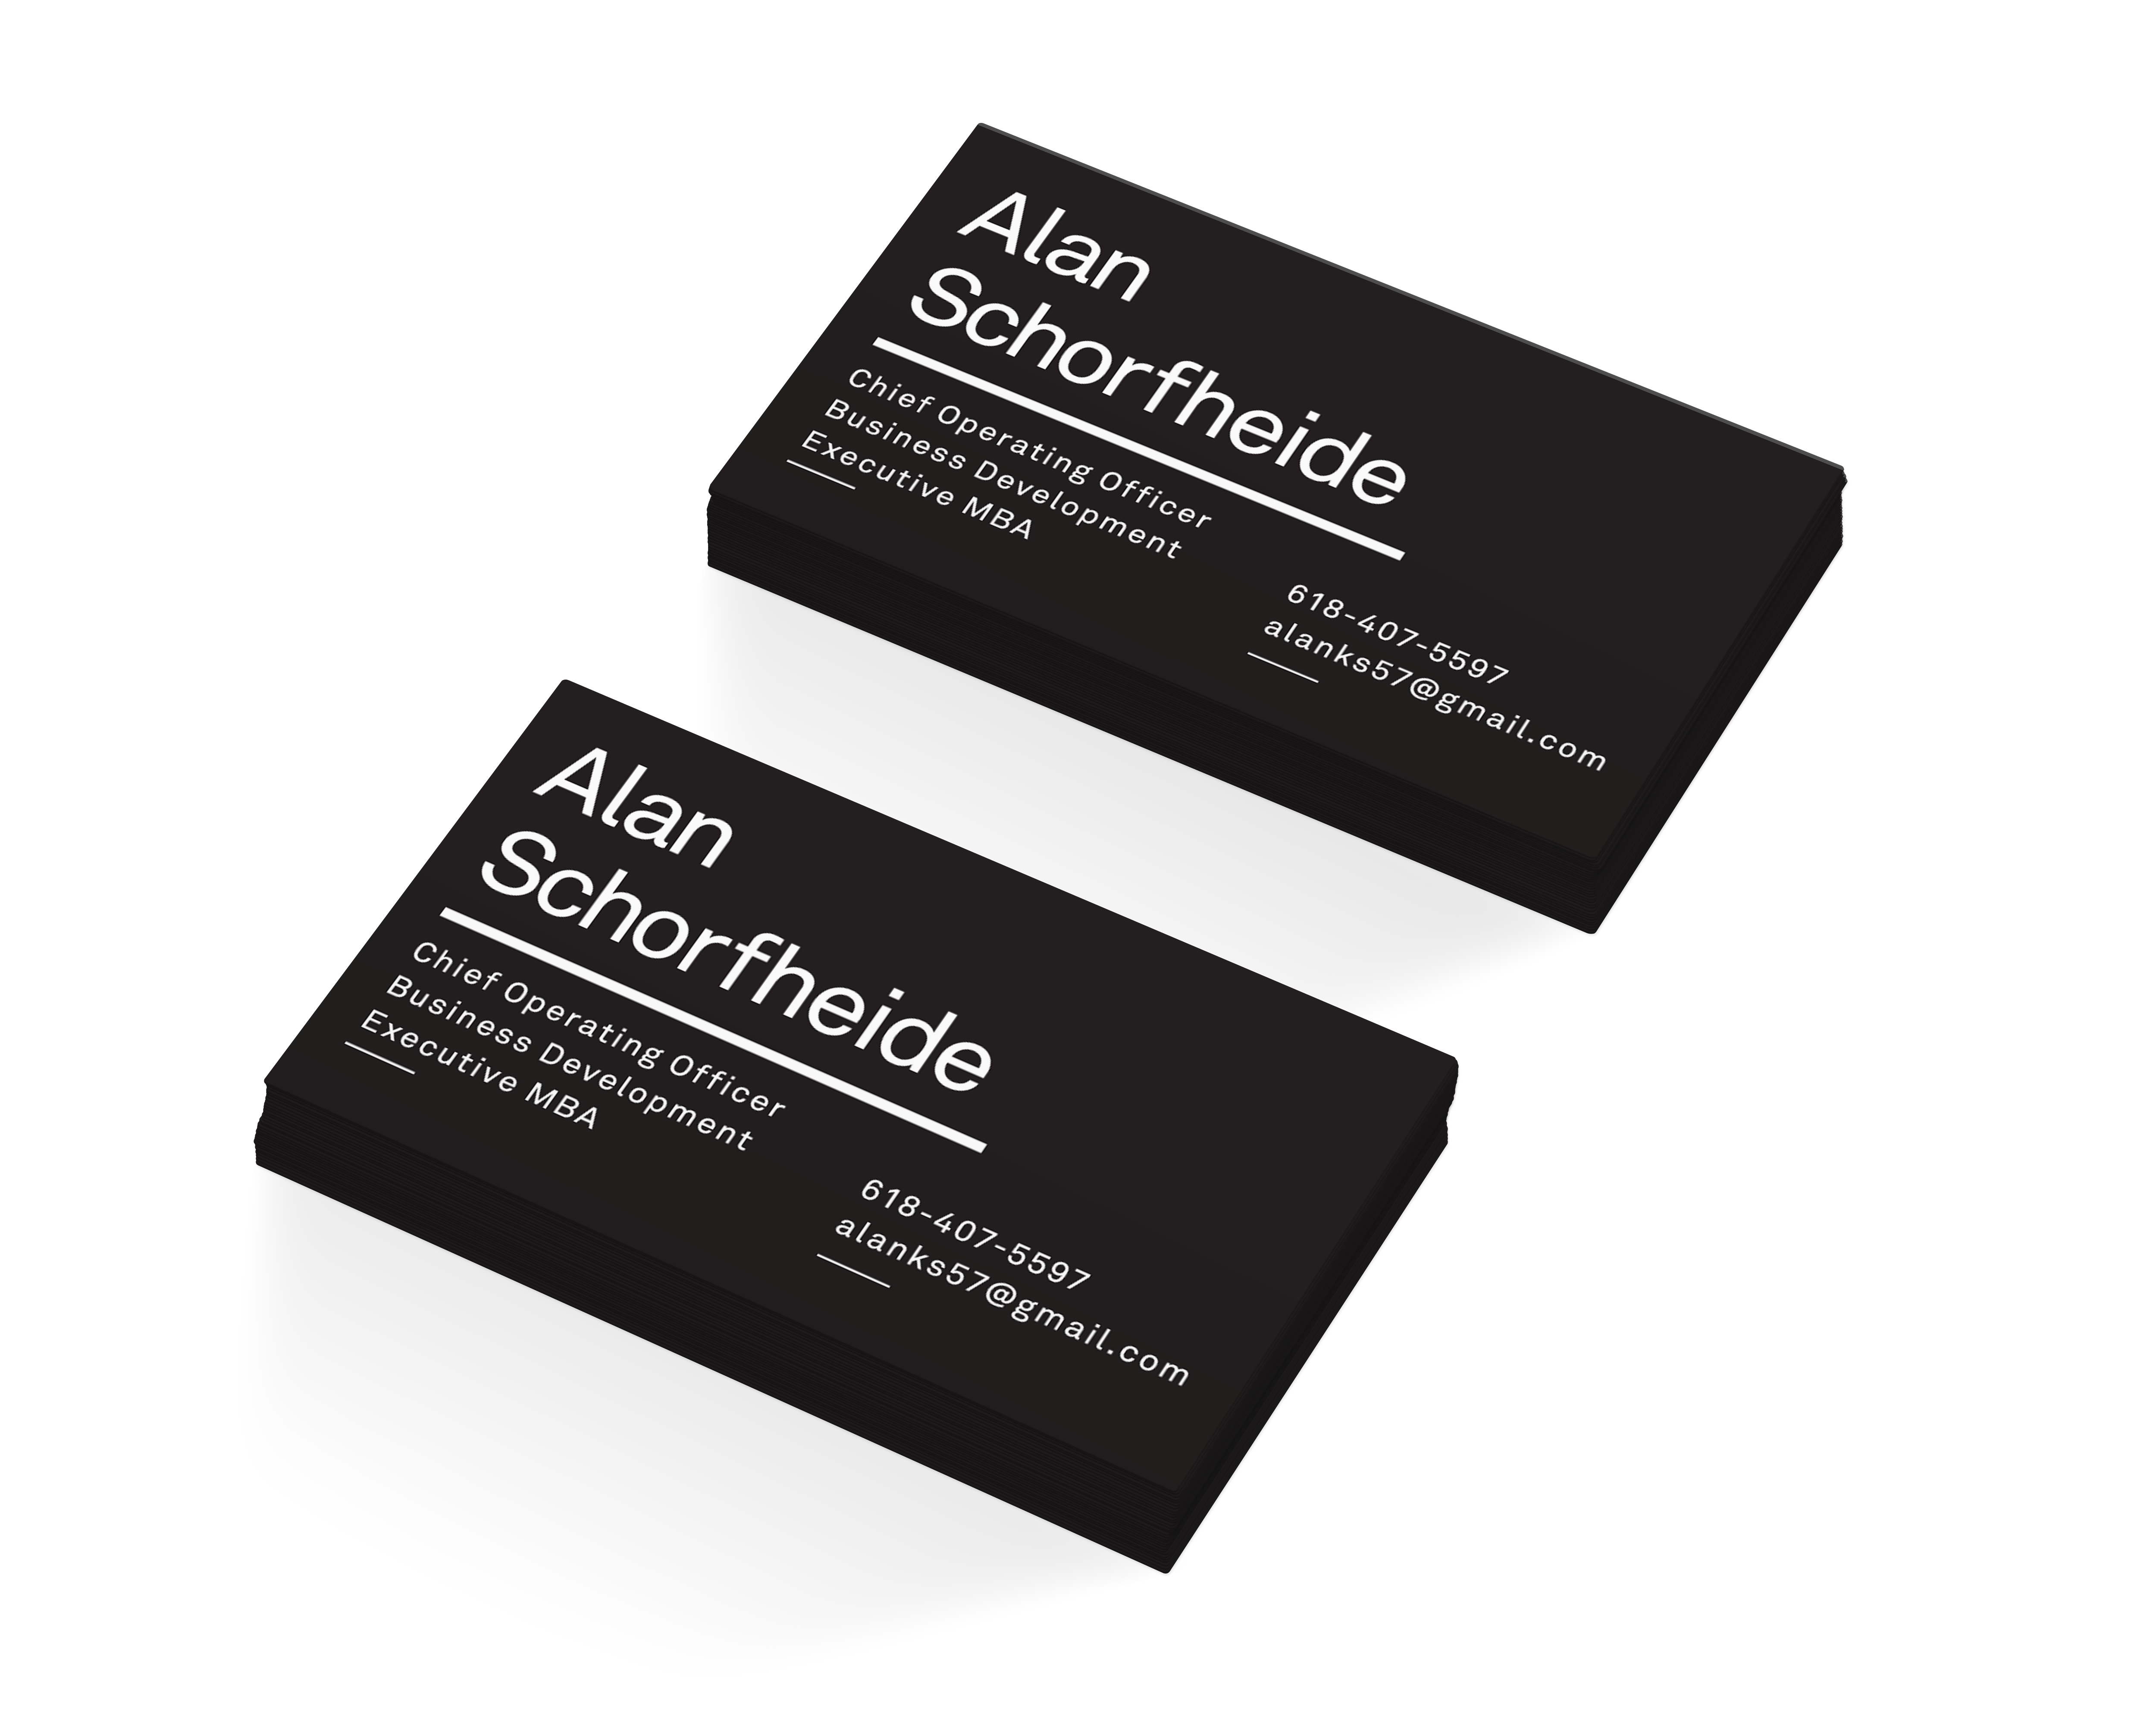 Alan
Schorfheide
Chief Operating Officer
Business Development
Executive MBA
618-407-5597
alanks57@gmail.com
Alan
Schorfheide
Chief Operating Officer
Business Development
Executive MBA
618-407-5597
alanks57@gmail.com